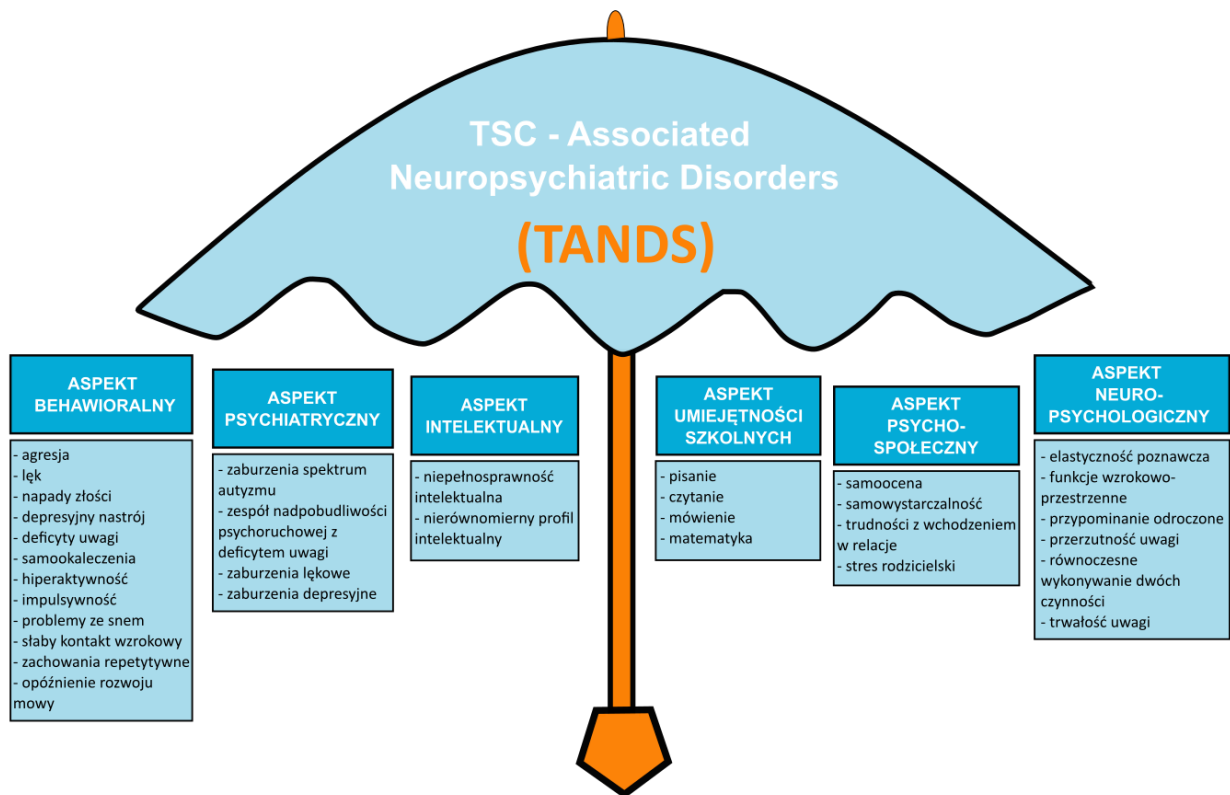 TSC - Associated
Neuropsychiatric Disorders
(TANDS)
ASPEKT
BEHAWIORALNY
- agresja
- lęk
- napady złości
- depresyjny nastrój
- deficyty uwagi
- samookaleczenia
- hiperaktywność
- impulsywność
- problemy ze snem
- słaby kontakt wzrokowy
- zachowania repetytywne
- opóźnienie rozwoju
mowy
ASPEKT
PSYCHIATRYCZNY
- zaburzenia spektrum
autyzmu
- zespół nadpobudliwości
psychoruchowej z
deficytem uwagi
- zaburzenia lękowe
- zaburzenia depresyjne
ASPEKT
INTELEKTUALNY
- niepełnosprawność
intelektualna
- nierównomierny profil
intelektualny
ASPEKT
UMIEJĘTNOŚCI
SZKOLNYCH
- pisanie
- czytanie
- mówienie
- matematyka
ASPEKT
PSYCHO-
SPOŁECZNY
- samoocena
- samowystarczalność
- trudności z wchodzeniem
w relacje
- stres rodzicielski
ASPEKT
NEURO-
PSYCHOLOGICZNY
- elastyczność poznawcza
- funkcje wzrokowo-
przestrzenne
- przypominanie odroczone
- przerzutność uwagi
- równoczesne
wykonywanie dwóch
czynności
- trwałość uwagi